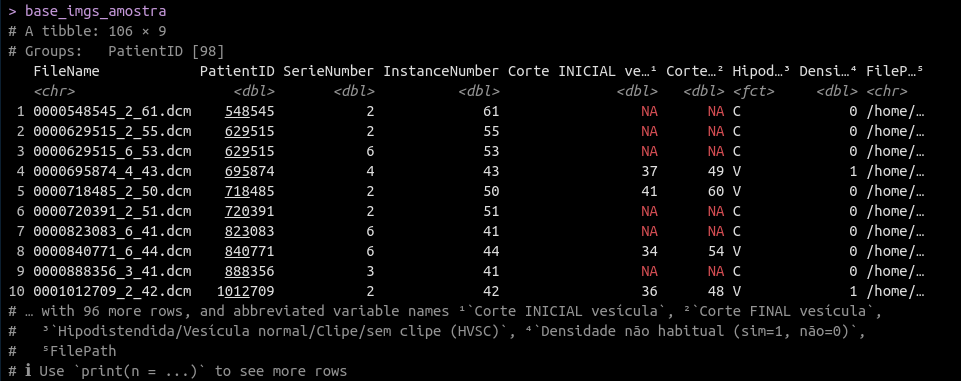 > base_imgs_amostra
# A tibble: 106 × 9
# Groups:   PatientID [98]
   FileName             PatientID SerieNumber InstanceNumber Corte INICIAL ve…¹ Corte…² Hipod…³ Densi…⁴ FileP…⁵
   <chr>                    <dbl>       <dbl>          <dbl>              <dbl>   <dbl> <fct>     <dbl> <chr>
 1 0000548545_2_61.dcm     548545           2             61                 NA      NA C             0 /home/…
 2 0000629515_2_55.dcm     629515           2             55                 NA      NA C             0 /home/…
 3 0000629515_6_53.dcm     629515           6             53                 NA      NA C             0 /home/…
 4 0000695874_4_43.dcm     695874           4             43                 37      49 V             1 /home/…
 5 0000718485_2_50.dcm     718485           2             50                 41      60 V             0 /home/…
 6 0000720391_2_51.dcm     720391           2             51                 NA      NA C             0 /home/…
 7 0000823083_6_41.dcm     823083           6             41                 NA      NA C             0 /home/…
 8 0000840771_6_44.dcm     840771           6             44                 34      54 V             0 /home/…
 9 0000888356_3_41.dcm     888356           3             41                 NA      NA C             0 /home/…
10 0001012709_2_42.dcm    1012709           2             42                 36      48 V             1 /home/…
# … with 96 more rows, and abbreviated variable names ¹​`Corte INICIAL vesícula`, ²​`Corte FINAL vesícula`,
#   ³​`Hipodistendida/Vesícula normal/Clipe/sem clipe (HVSC)`, ⁴​`Densidade não habitual (sim=1, não=0)`,
#   ⁵​FilePath
# ℹ Use `print(n = ...)` to see more rows